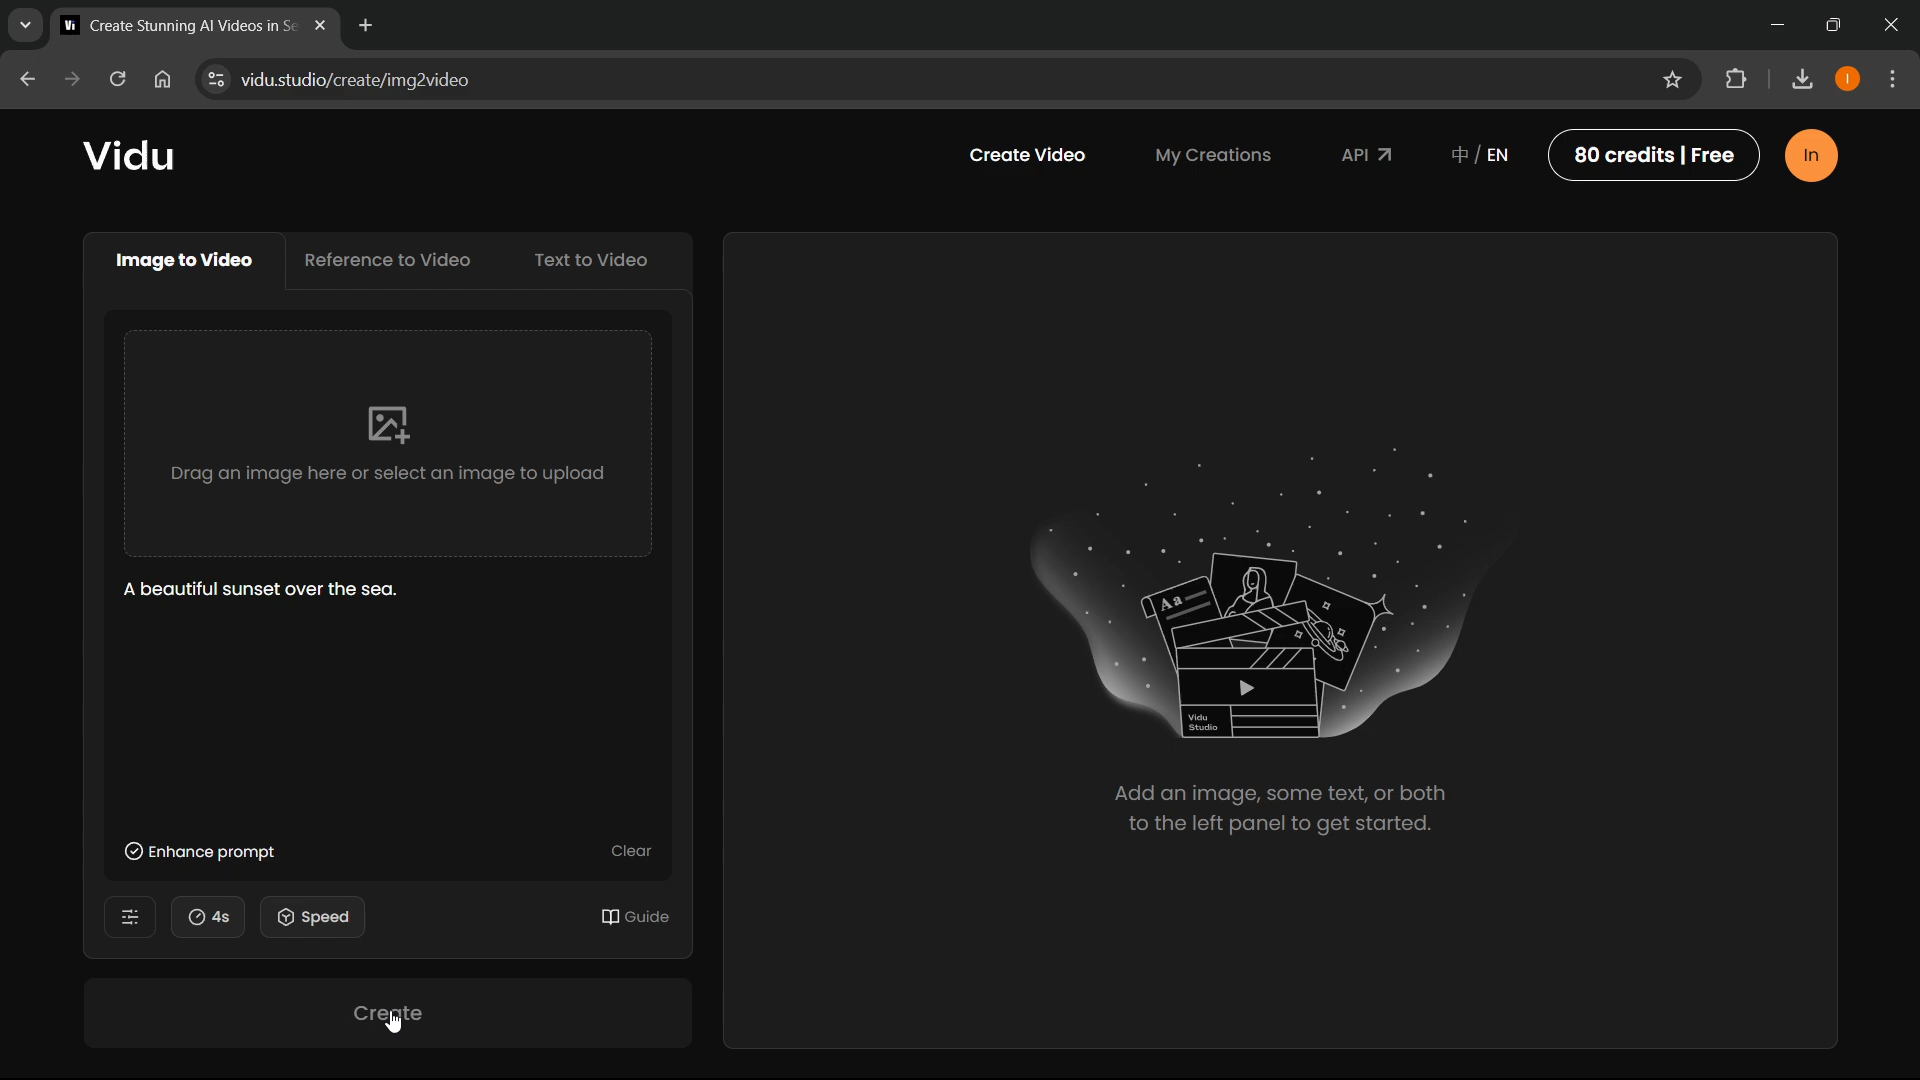 Create Stunning AI Videos in Se
vidu.studio/create/img2video
I
Vidu
Create Video
My Creations
API
中 / EN
80 credits | Free
In
Image to Video
Reference to Video
Text to Video
Drag an image here or select an image to upload
A beautiful sunset over the sea.
Enhance prompt
Clear
4s
Speed
Guide
Create
Aa
Vidu
Studio
Add an image, some text, or both
to the left panel to get started.